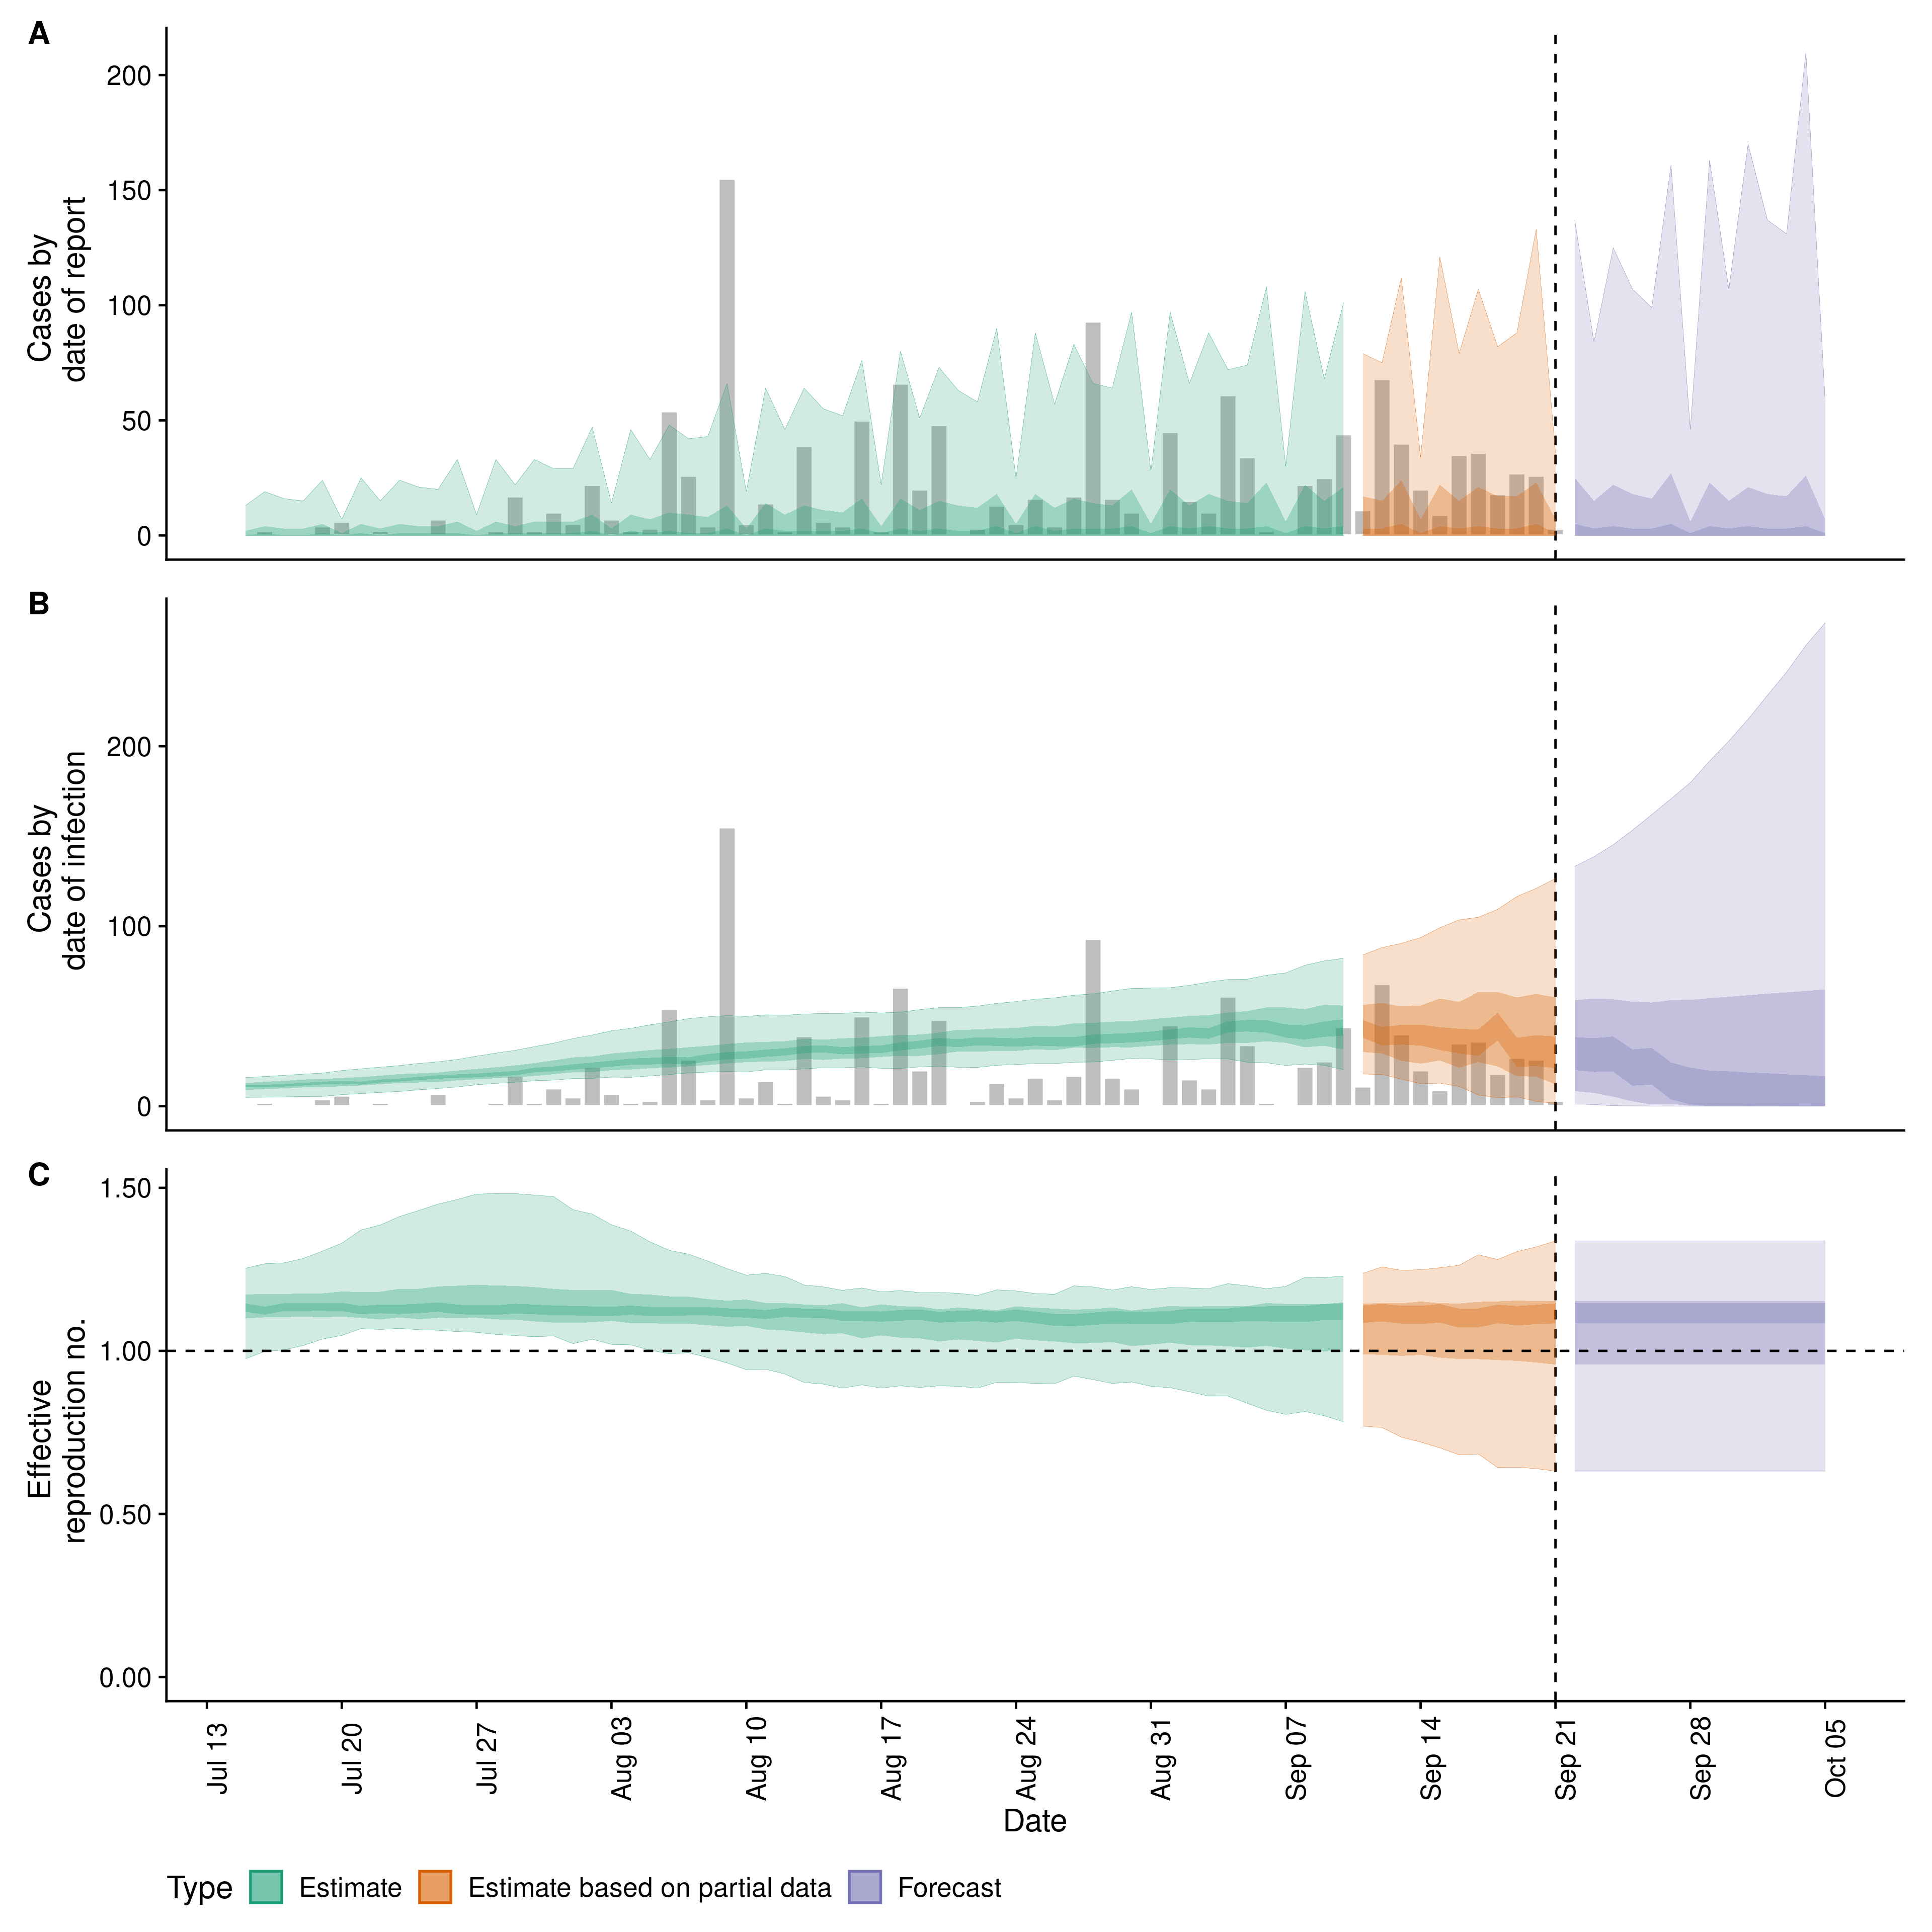 A
Cases by
date of report
200
150
100
50
0
B
Cases by
date of infection
200
100
0
C
Effective
reproduction no.
1.50
1.00
0.50
0.00
Jul 13
Jul 20
Jul 27
Aug 03
Aug 10
Aug 17
Aug 24
Aug 31
Sep 07
Sep 14
Sep 21
Sep 28
Oct 05
Date
Type Estimate Estimate based on partial data Forecast